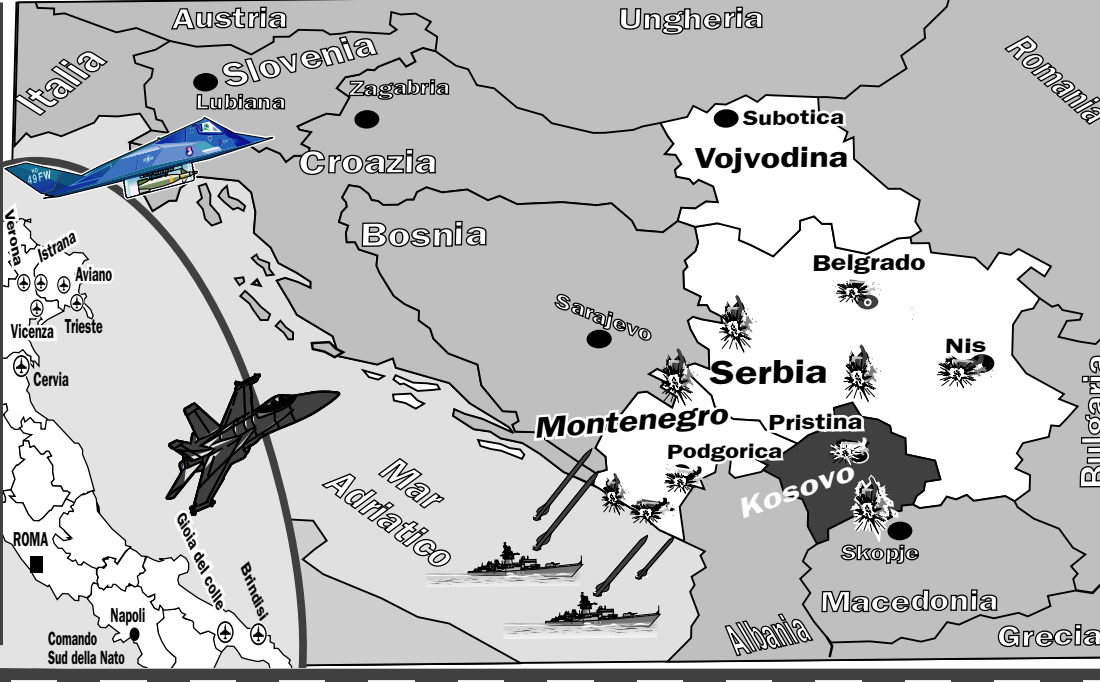 Austria
Ungheria
Italia
Slovenia
Romania
Lubiana
Zagabria
Subotica
Vojvodina
Croazia
49FW
Bosnia
Verona
Istrana
Aviano
Belgrado
Vicenza
Trieste
Sarajevo
Nis
Cervia
Serbia
Bulgaria
Montenegro
Pristina
Podgorica
Mar
Adriatico
Kosovo
ROMA
Gioia del colle
Skopje
Brindisi
Macedonia
Napoli
Albania
Grecia
Comando
Sud della Nato